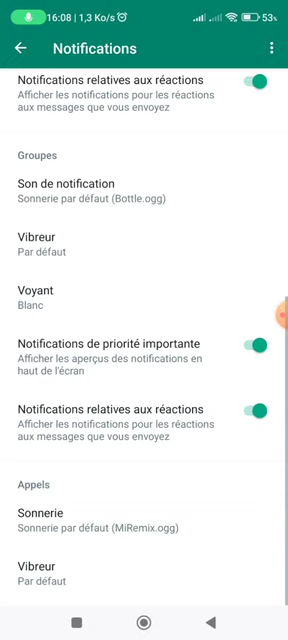 16:08 | 1,3 Ko/s
53%
Notifications
Notifications relatives aux réactions
Afficher les notifications pour les réactions
aux messages que vous envoyez
Groupes
Son de notification
Sonnerie par défaut (Bottle.ogg)
Vibreur
Par défaut
Voyant
Blanc
Notifications de priorité importante
Afficher les aperçus des notifications en
haut de l'écran
Notifications relatives aux réactions
Afficher les notifications pour les réactions
aux messages que vous envoyez
Appels
Sonnerie
Sonnerie par défaut (MiRemix.ogg)
Vibreur
Par défaut